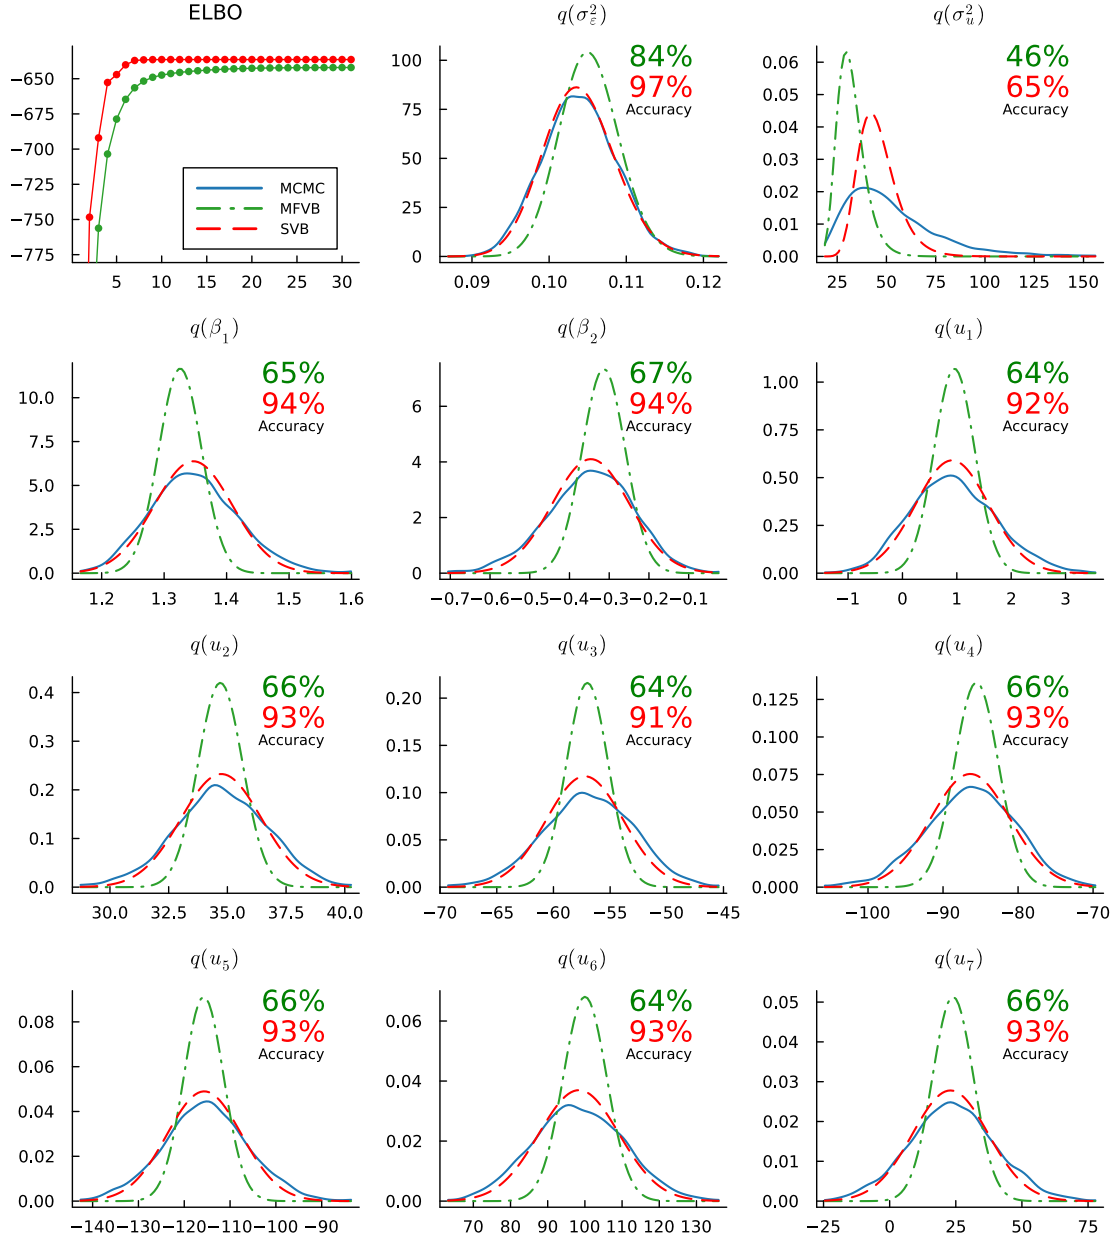 ELBO
−650
−675
−700
−725
−750
−775
5 10 15 20 25 30
MCMC
MFVB
SVB
q(σ²_ε)
84%
97%
Accuracy
100
75
50
25
0
0.09 0.10 0.11 0.12
q(σ²_u)
46%
65%
Accuracy
0.06
0.05
0.04
0.03
0.02
0.01
0.00
25 50 75 100 125 150
q(β₁)
65%
94%
Accuracy
10.0
7.5
5.0
2.5
0.0
1.2 1.3 1.4 1.5 1.6
q(β₂)
67%
94%
Accuracy
6
4
2
0
−0.7 −0.6 −0.5 −0.4 −0.3 −0.2 −0.1
q(u₁)
64%
92%
Accuracy
1.00
0.75
0.50
0.25
0.00
−1 0 1 2 3
q(u₂)
66%
93%
Accuracy
0.4
0.3
0.2
0.1
0.0
30.0 32.5 35.0 37.5 40.0
q(u₃)
64%
91%
Accuracy
0.20
0.15
0.10
0.05
0.00
−70 −65 −60 −55 −50 −45
q(u₄)
66%
93%
Accuracy
0.125
0.100
0.075
0.050
0.025
0.000
−100 −90 −80 −70
q(u₅)
66%
93%
Accuracy
0.08
0.06
0.04
0.02
0.00
−140 −130 −120 −110 −100 −90
q(u₆)
64%
93%
Accuracy
0.06
0.04
0.02
0.00
70 80 90 100 110 120 130
q(u₇)
66%
93%
Accuracy
0.05
0.04
0.03
0.02
0.01
0.00
−25 0 25 50 75